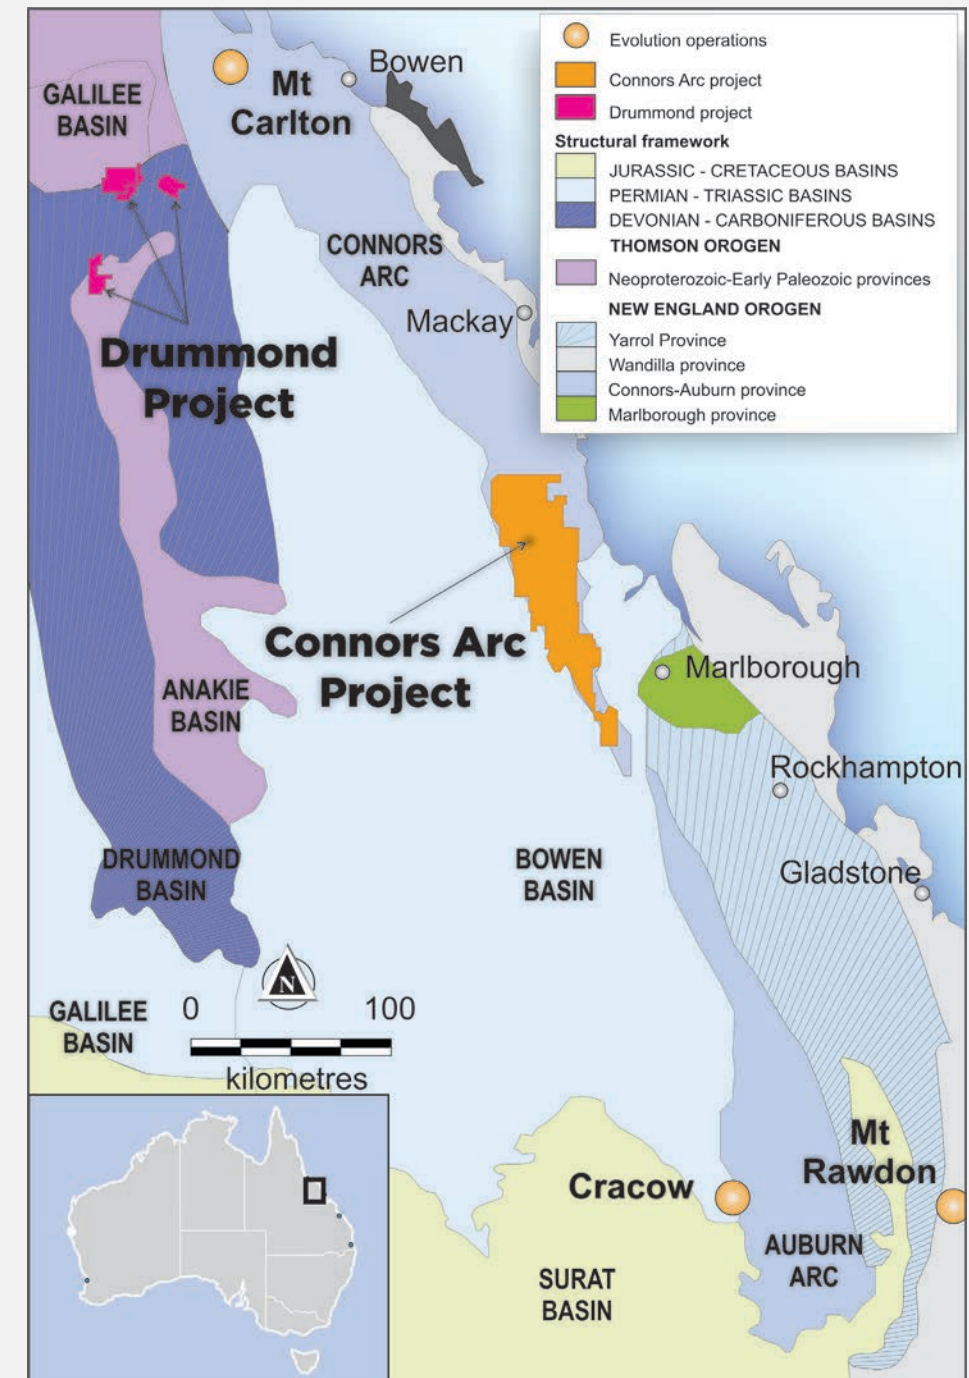 Evolution operations
Connors Arc project
Drummond project
Structural framework
JURASSIC - CRETACEOUS BASINS
PERMIAN - TRIASSIC BASINS
DEVONIAN - CARBONIFEROUS BASINS
THOMSON OROGEN
Neoproterozoic-Early Paleozoic provinces
NEW ENGLAND OROGEN
Yarrol Province
Wandilla province
Connors-Auburn province
Marlborough province
Bowen
Mt
Carlton
GALILEE
BASIN
CONNORS
ARC
Mackay
Drummond
Project
Connors Arc
Project
Marlborough
ANAKIE
BASIN
Rockhampton
DRUMMOND
BASIN
BOWEN
BASIN
Gladstone
N
GALILEE
BASIN
0 100
kilometres
Mt
Rawdon
Cracow
AUBURN
ARC
SURAT
BASIN